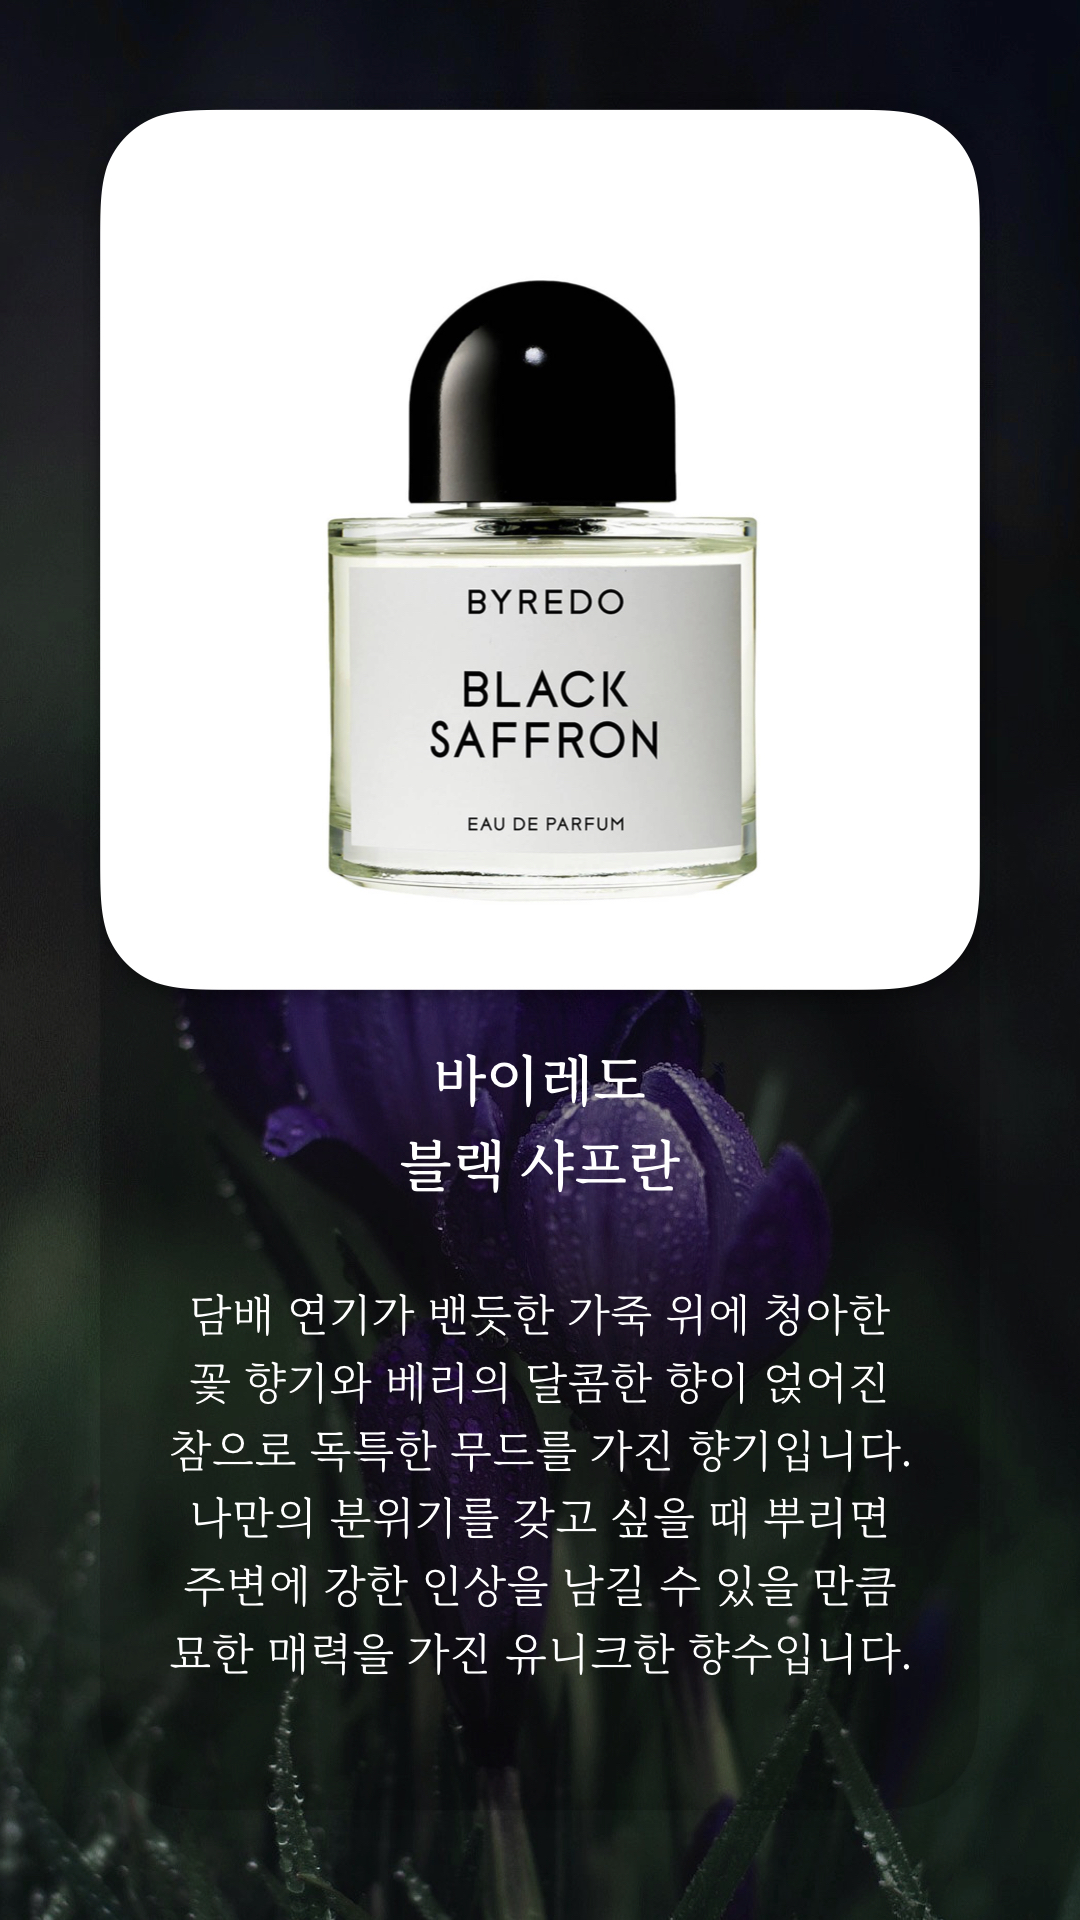 BYREDO
BLACK
SAFFRON
EAU DE PARFUM
바이레도
블랙 샤프란
담배 연기가 밴듯한 가죽 위에 청아한
꽃 향기와 베리의 달콤한 향이 얹어진
참으로 독특한 무드를 가진 향기입니다.
나만의 분위기를 갖고 싶을 때 뿌리면
주변에 강한 인상을 남길 수 있을 만큼
묘한 매력을 가진 유니크한 향수입니다.